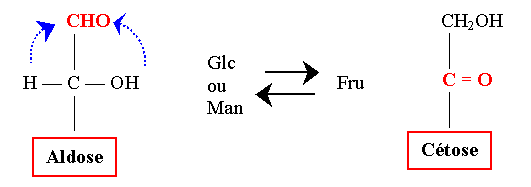 CHO
H — C — OH
Aldose
Glc
ou
Man
Fru
CH₂OH
C = O
Cétose